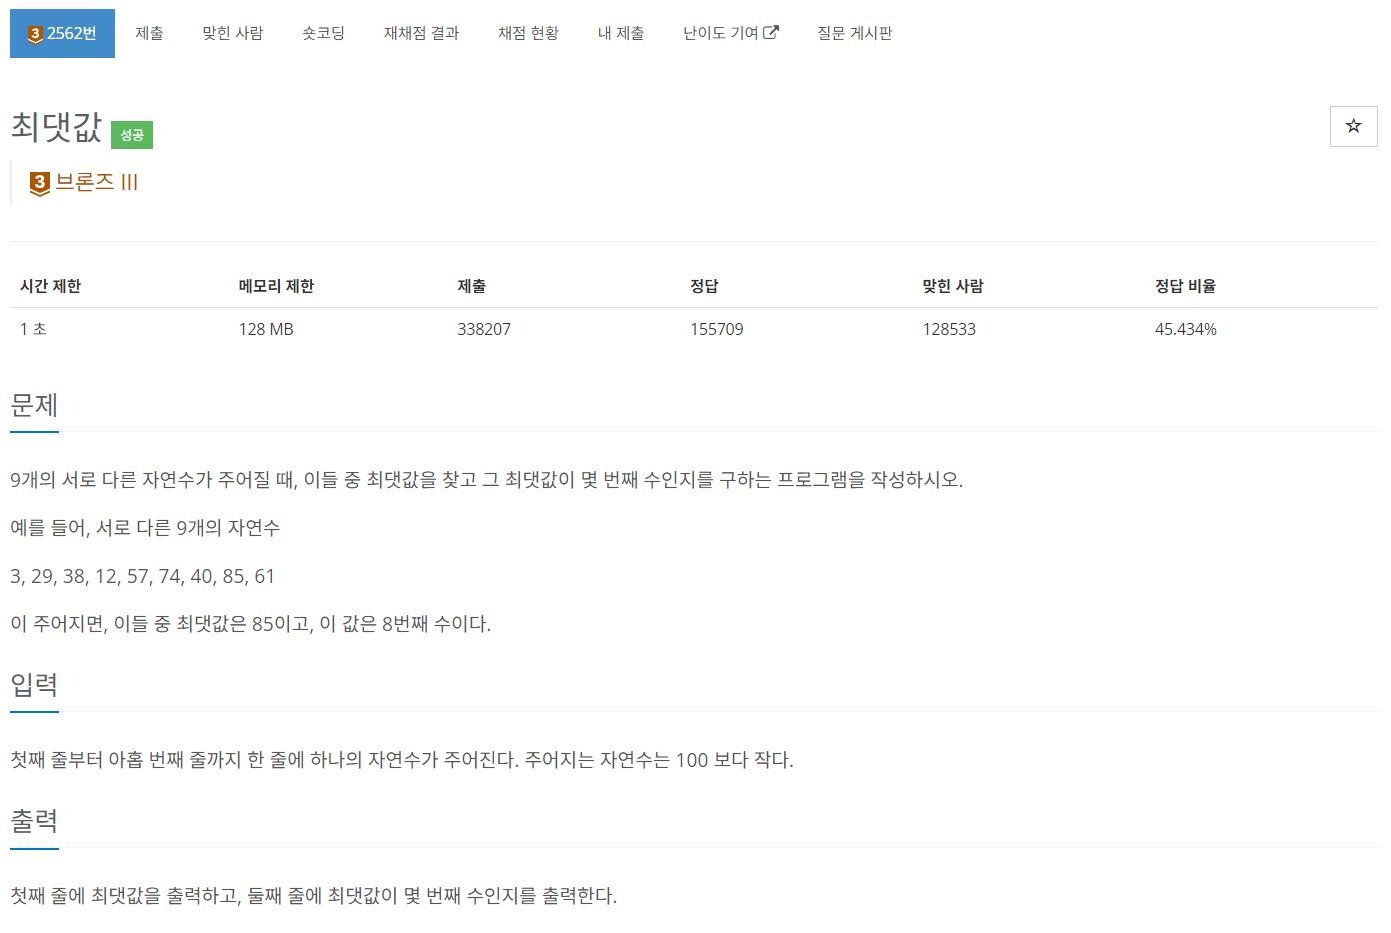 3 2562번 제출 맞힌 사람 숏코딩 재채점 결과 채점 현황 내 제출 난이도 기여 질문 게시판
최댓값 성공
3 브론즈 III
시간 제한 메모리 제한 제출 정답 맞힌 사람 정답 비율
1 초 128 MB 338207 155709 128533 45.434%
문제
9개의 서로 다른 자연수가 주어질 때, 이들 중 최댓값을 찾고 그 최댓값이 몇 번째 수인지를 구하는 프로그램을 작성하시오.
예를 들어, 서로 다른 9개의 자연수
3, 29, 38, 12, 57, 74, 40, 85, 61
이 주어지면, 이들 중 최댓값은 85이고, 이 값은 8번째 수이다.
입력
첫째 줄부터 아홉 번째 줄까지 한 줄에 하나의 자연수가 주어진다. 주어지는 자연수는 100 보다 작다.
출력
첫째 줄에 최댓값을 출력하고, 둘째 줄에 최댓값이 몇 번째 수인지를 출력한다.